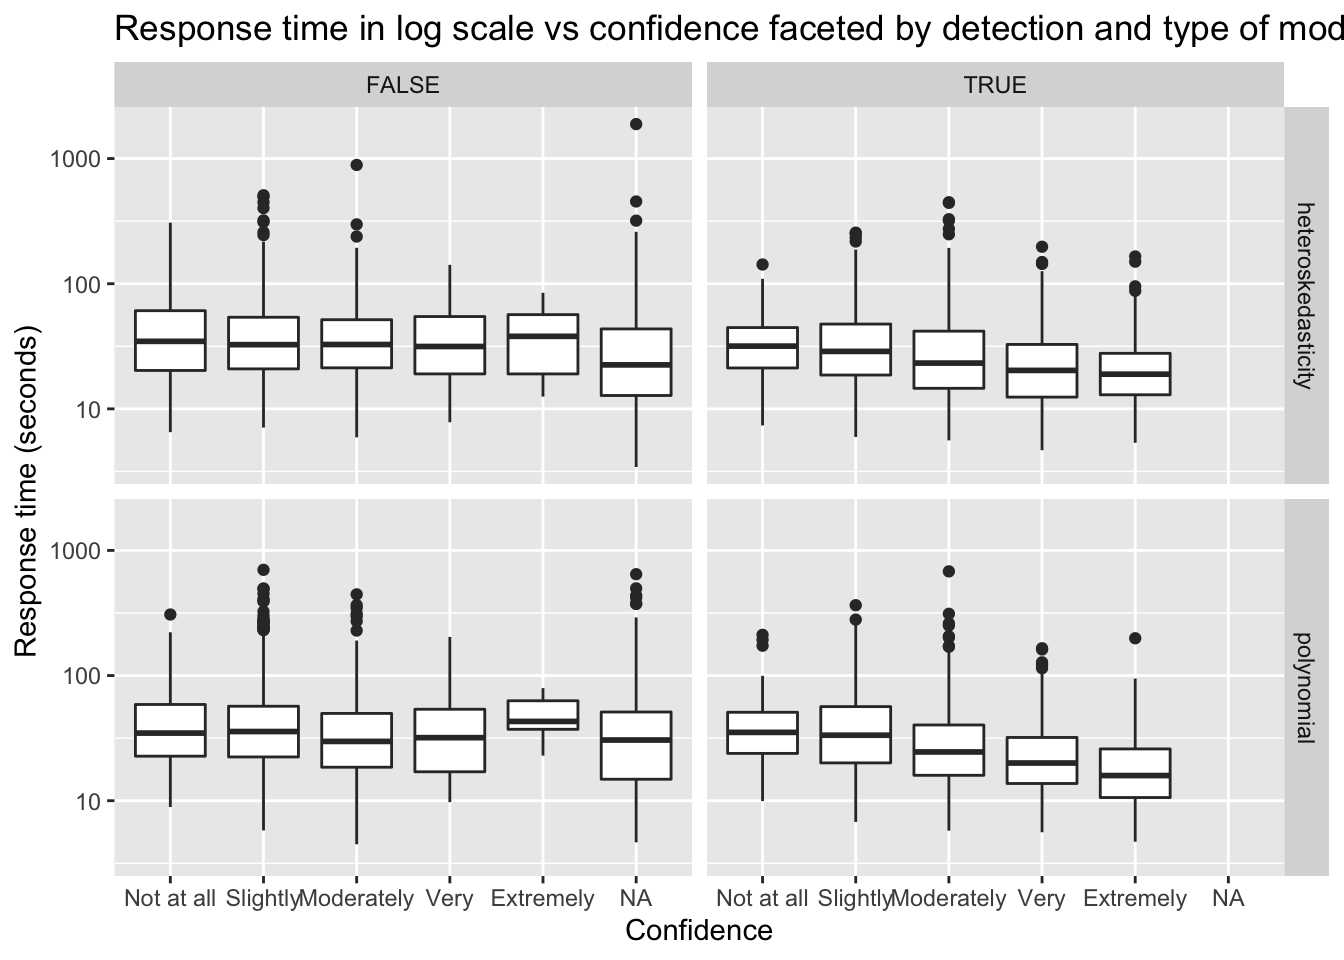 Response time in log scale vs confidence faceted by detection and type of mod
FALSE
TRUE
1000
100
10
heteroskedasticity
1000
100
10
polynomial
Response time (seconds)
Not at all Slightly Moderately Very Extremely NA
Not at all Slightly Moderately Very Extremely NA
Confidence